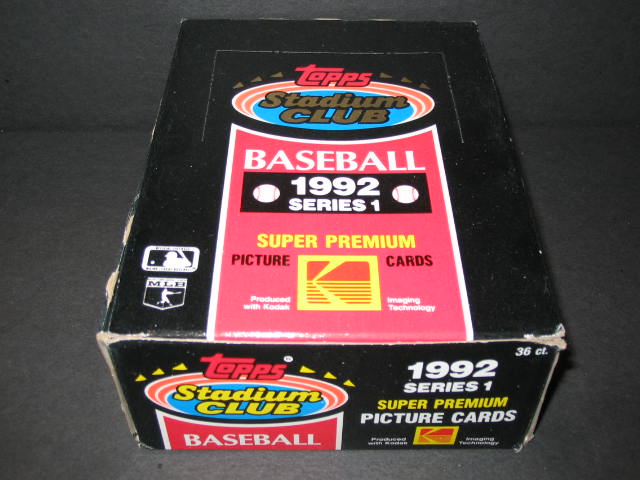 Topps®
Stadium
CLUB
BASEBALL
1992
SERIES 1
SUPER PREMIUM
PICTURE CARDS
Produced
with Kodak
Imaging
Technology
MLB
36 ct.
Topps®
Stadium
CLUB
BASEBALL
1992
SERIES 1
SUPER PREMIUM
PICTURE CARDS
Produced
with Kodak
Imaging
Technology